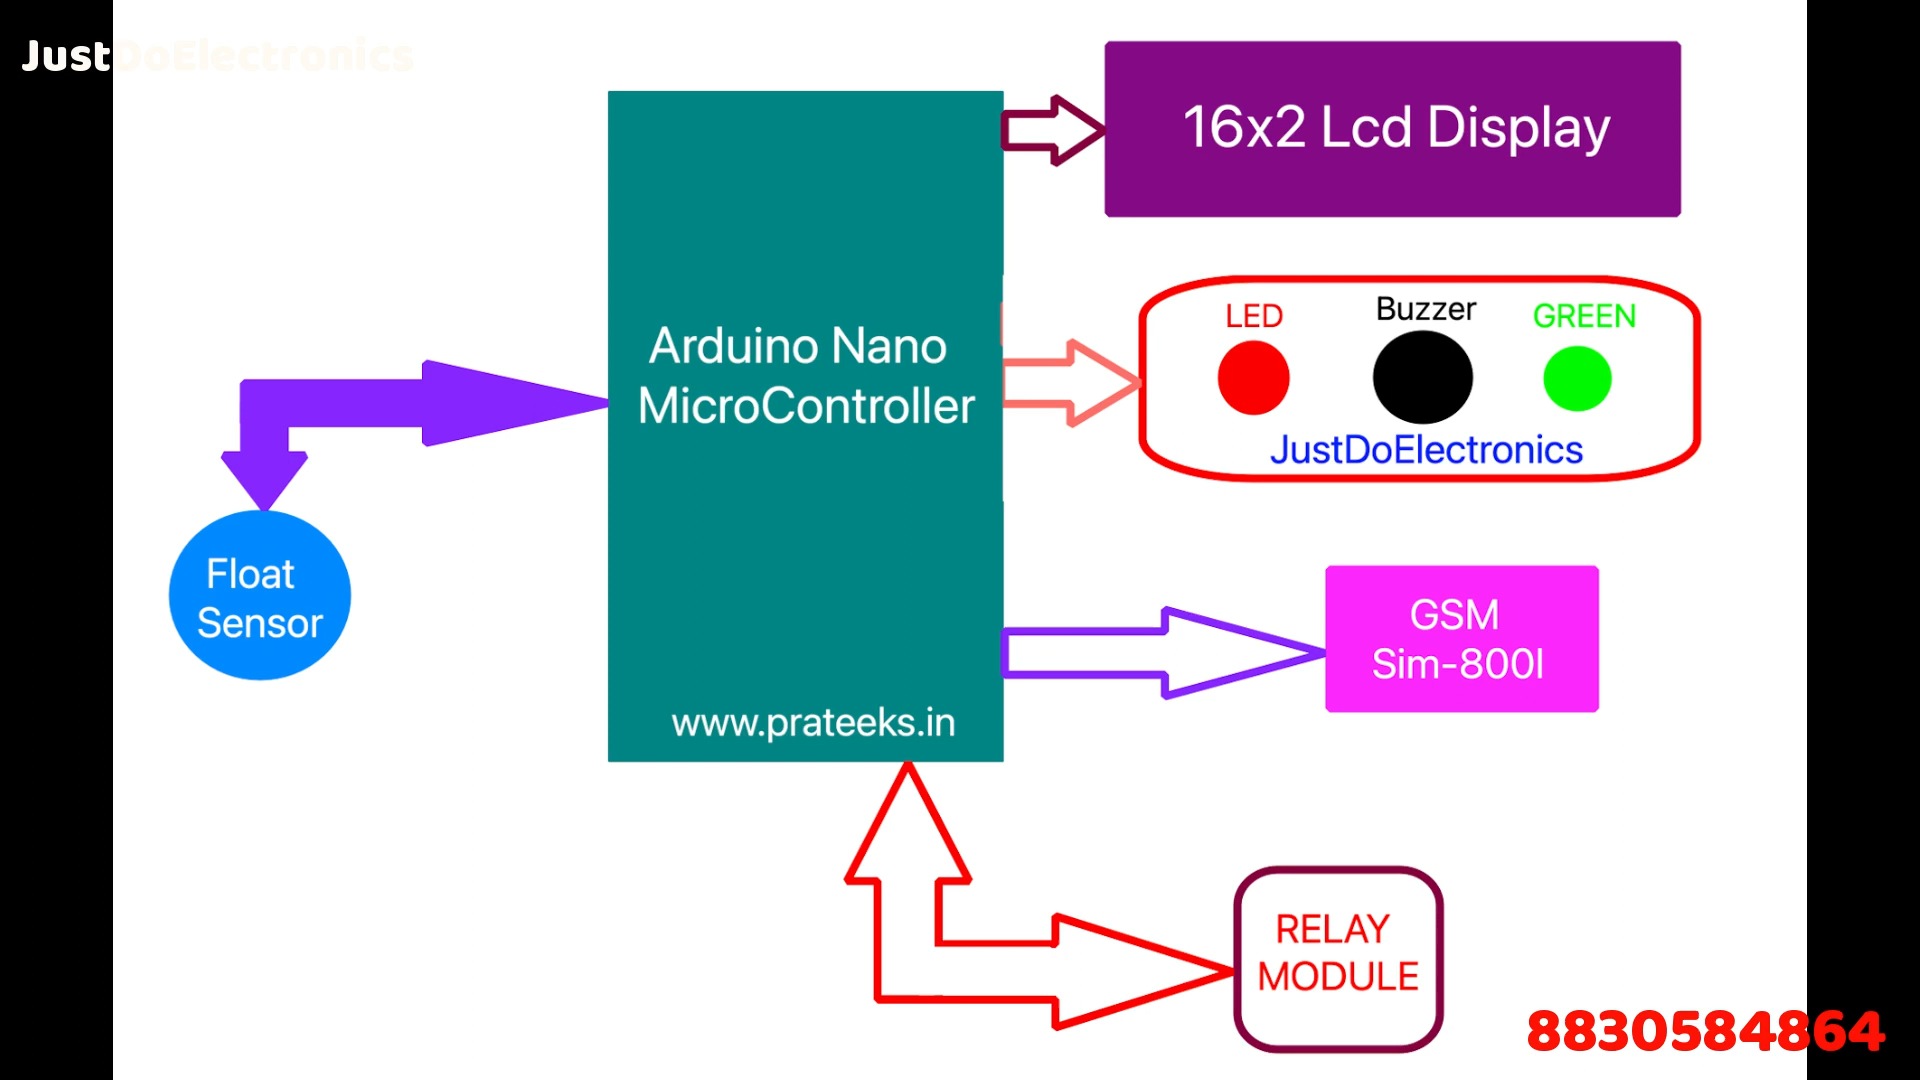 JustDoElectronics
16x2 Lcd Display
LED
Buzzer
GREEN
JustDoElectronics
Arduino Nano
MicroController
www.prateeks.in
Float
Sensor
GSM
Sim-800l
RELAY
MODULE
8830584864